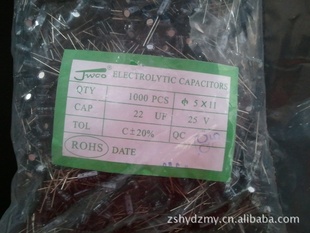 Jwco ELECTROLYTIC CAPACITORS
QTY 1000 PCS Φ 5 X 11
CAP 22 UF 25 V
TOL C±20% QC
ROHS DATE
zshydzmy.cn.alibaba.com